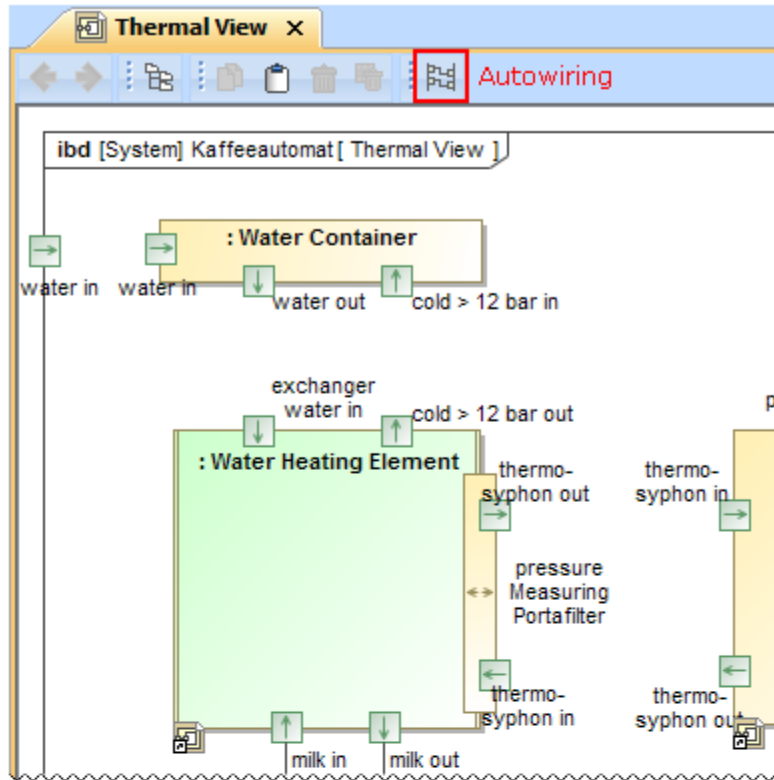 Thermal View
Autowiring
ibd [System] Kaffeeautomat[ Thermal View ]
: Water Container
water in
water in
water out
cold > 12 bar in
exchanger
water in
cold > 12 bar out
p
: Water Heating Element
thermo-
syphon out
thermo-
syphon in
pressure
Measuring
Portafilter
thermo-
syphon in
thermo-
syphon out
milk in
milk out